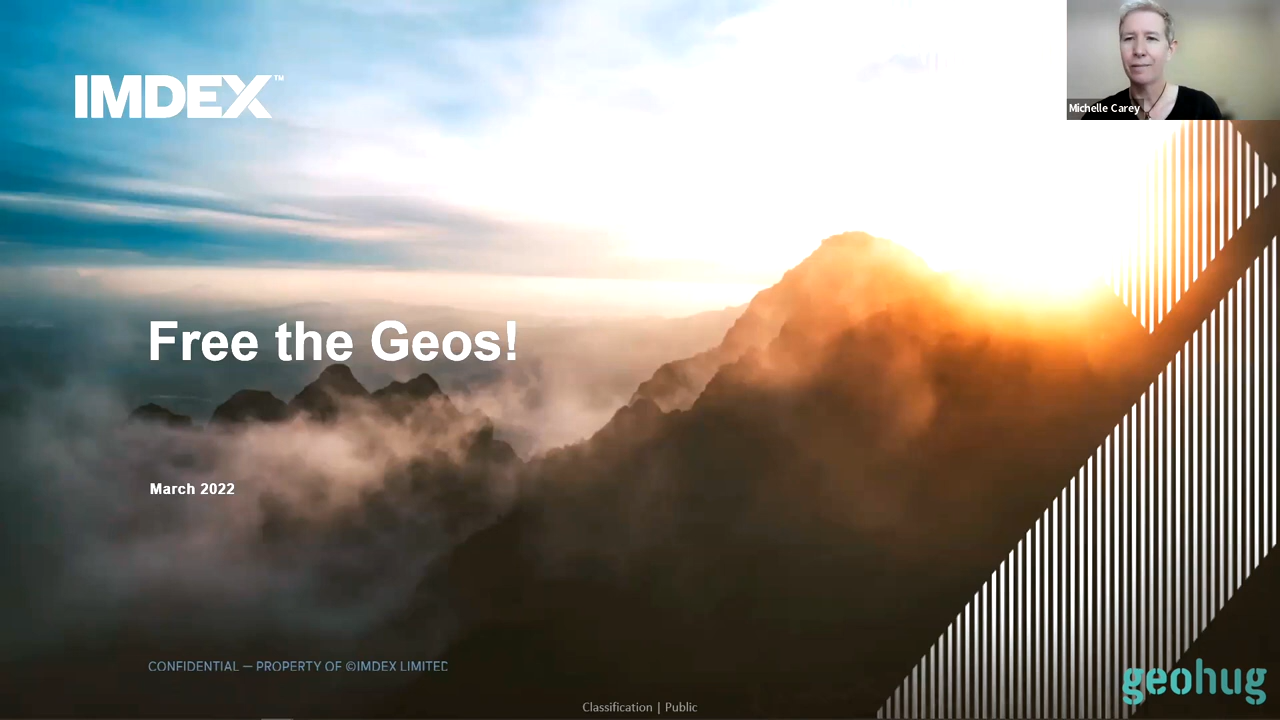 IMDEX™
Michelle Carey
Free the Geos!
March 2022
CONFIDENTIAL — PROPERTY OF ©IMDEX LIMITED
Classification | Public
geohug